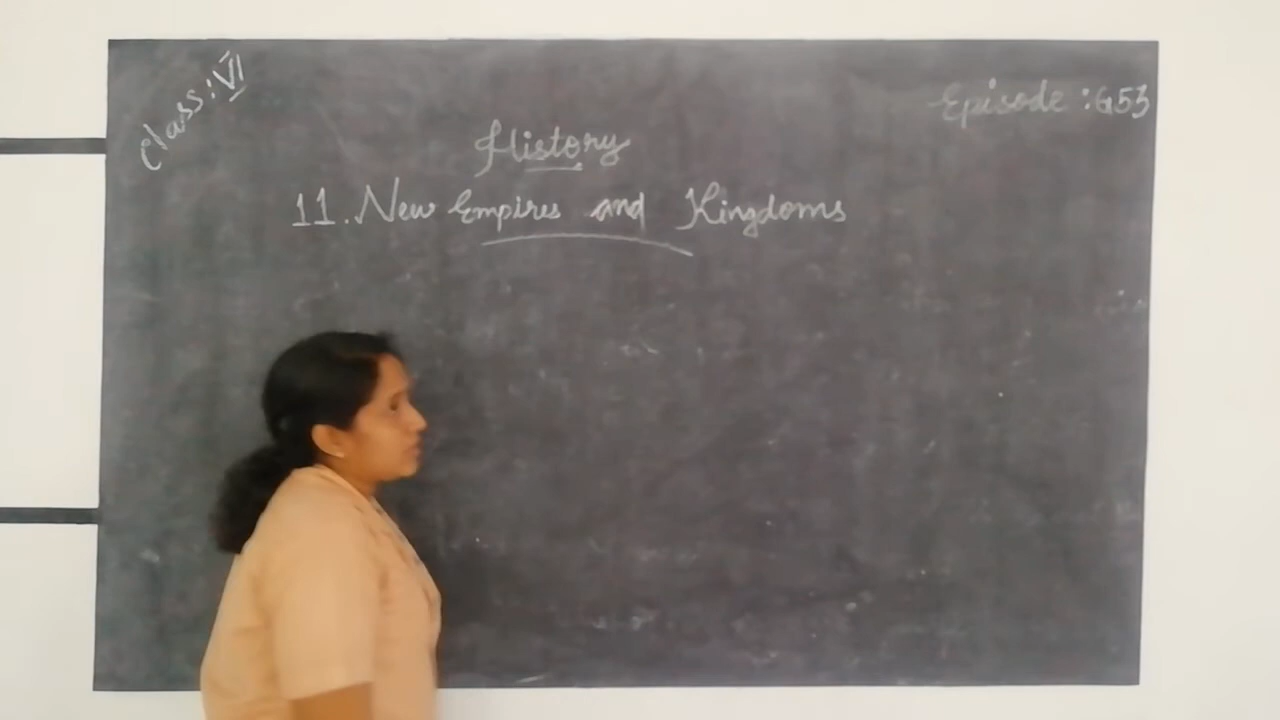 Class: VI
Episode : 653
History
11. New Empires and Kingdoms